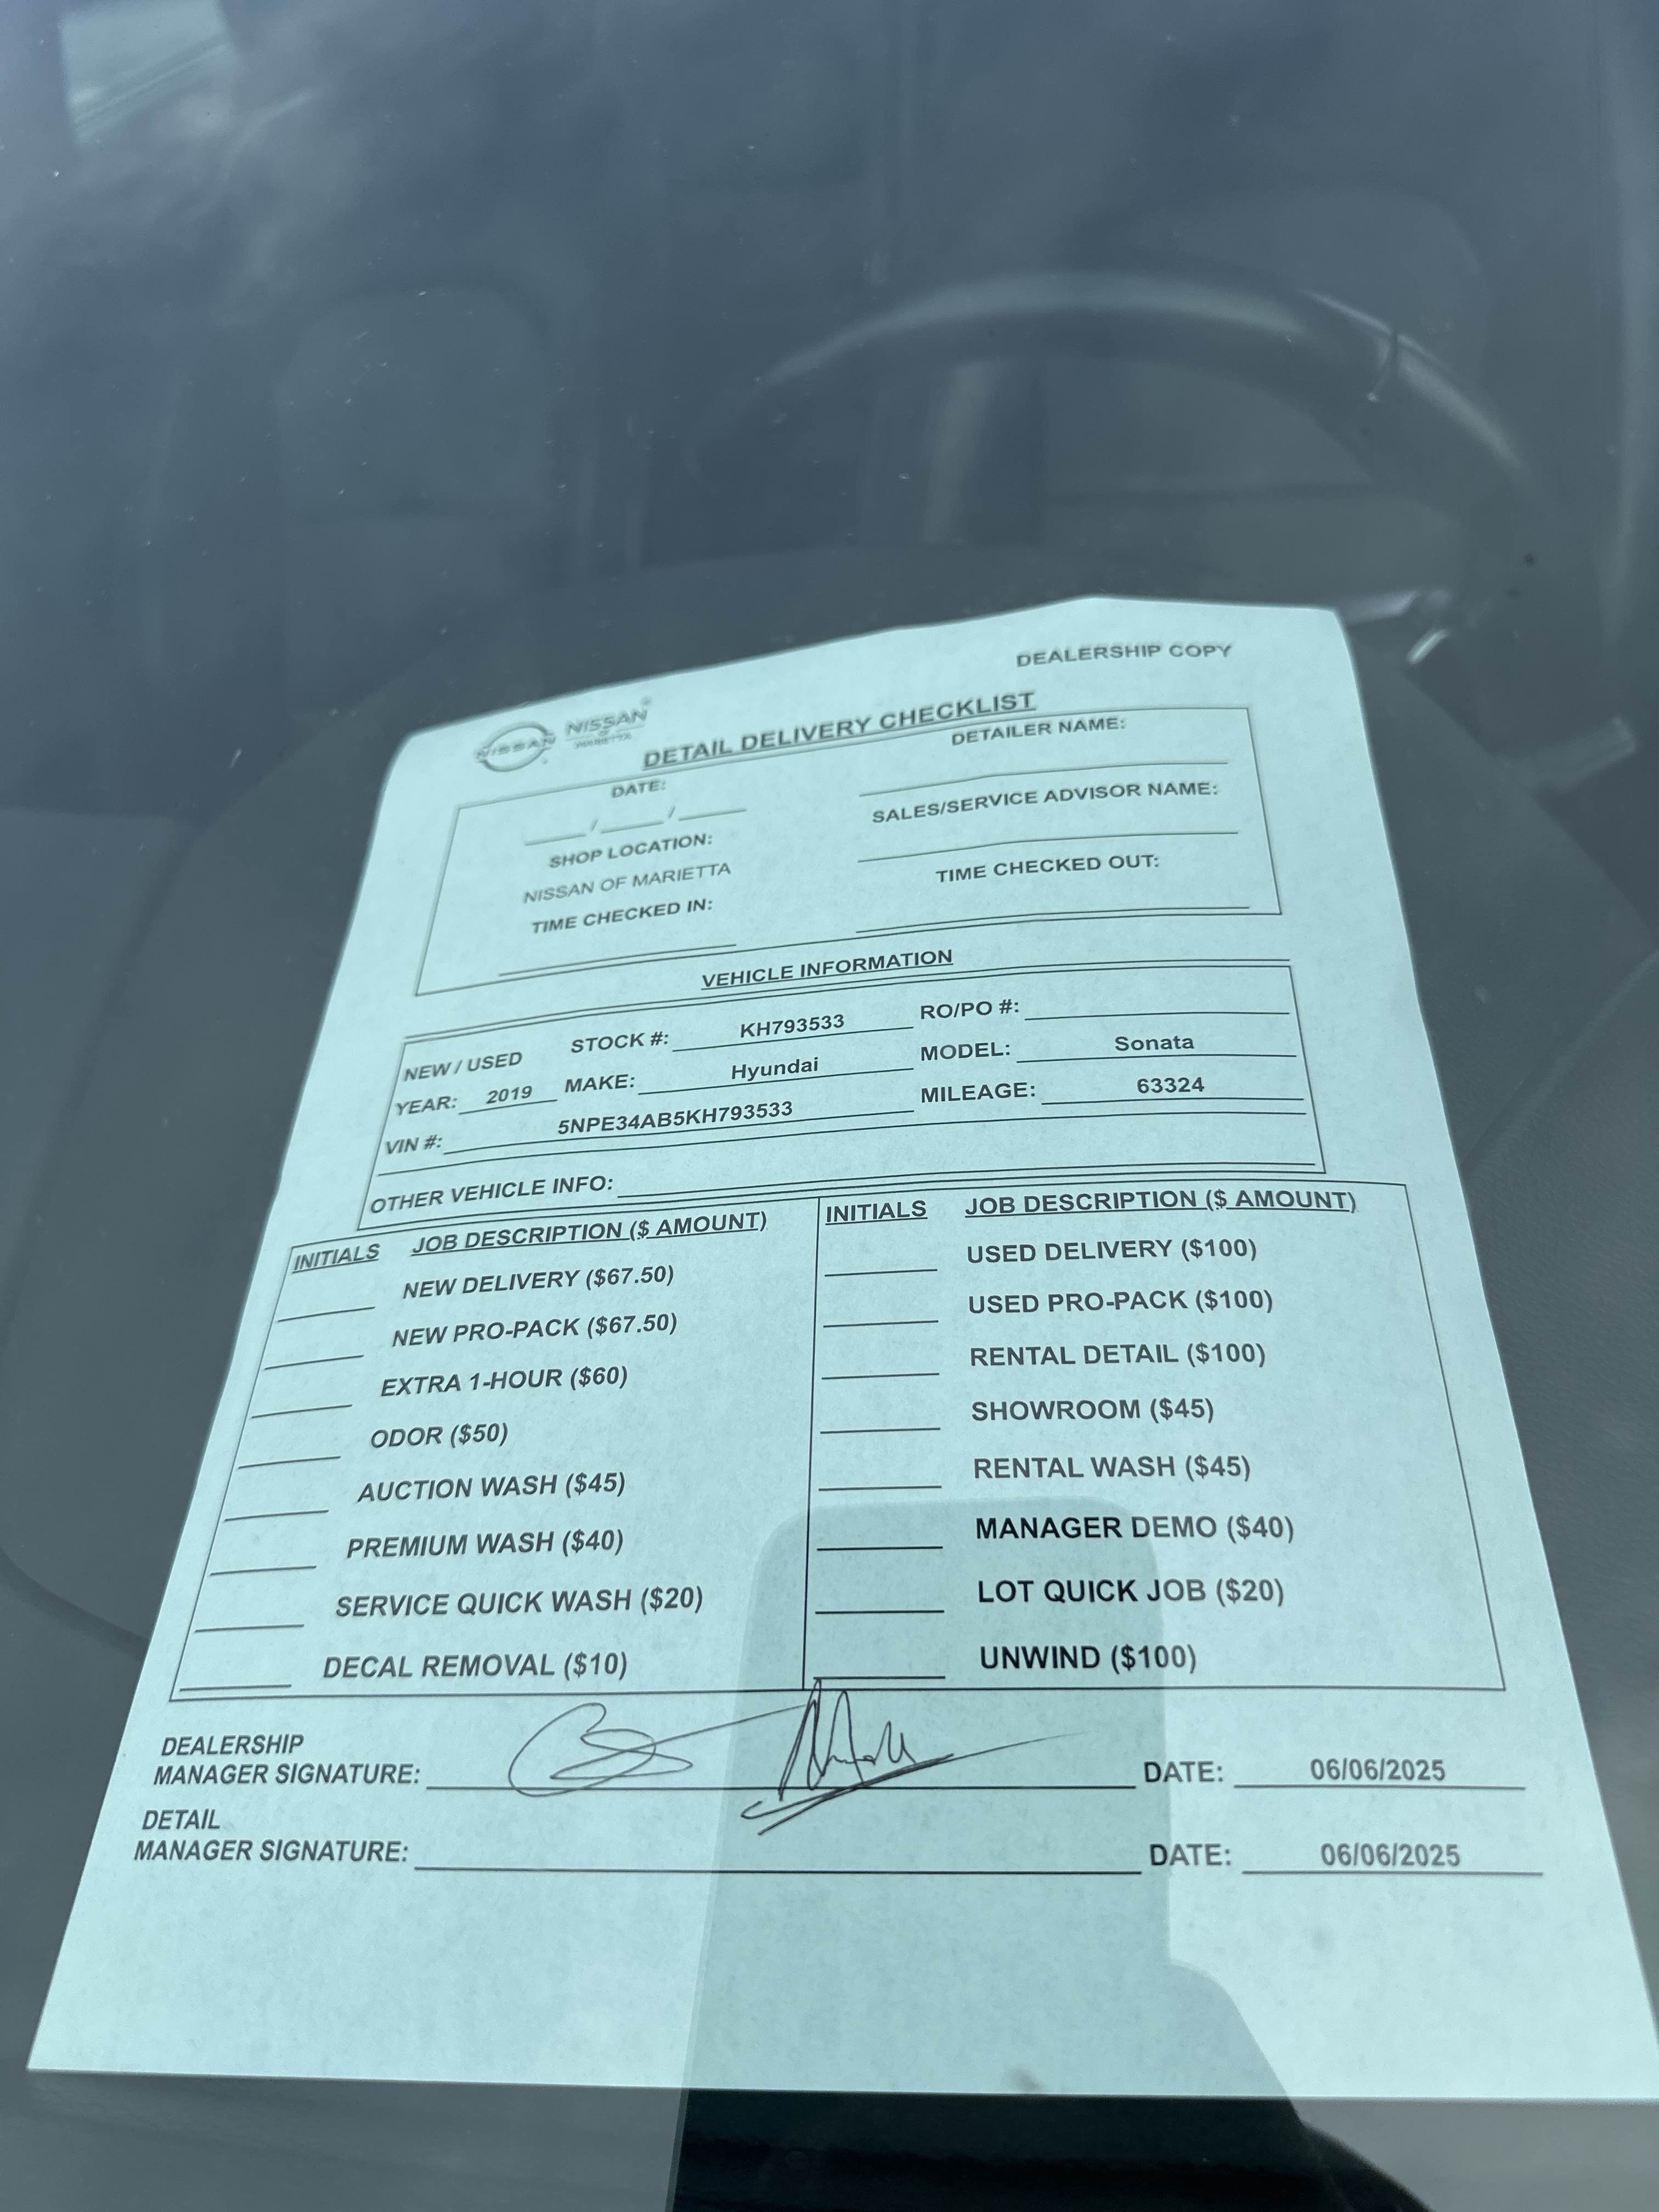 DEALERSHIP COPY
NISSAN
NISSAN
OF
MARIETTA
DETAIL DELIVERY CHECKLIST
DATE:
DETAILER NAME:
____/____/____
SALES/SERVICE ADVISOR NAME:
SHOP LOCATION:
NISSAN OF MARIETTA
TIME CHECKED OUT:
TIME CHECKED IN:
VEHICLE INFORMATION
NEW / USED STOCK #: KH793533 RO/PO #:
YEAR: 2019 MAKE: Hyundai MODEL: Sonata
VIN #: 5NPE34AB5KH793533 MILEAGE: 63324
OTHER VEHICLE INFO:
INITIALS JOB DESCRIPTION ($ AMOUNT)
NEW DELIVERY ($67.50)
NEW PRO-PACK ($67.50)
EXTRA 1-HOUR ($60)
ODOR ($50)
AUCTION WASH ($45)
PREMIUM WASH ($40)
SERVICE QUICK WASH ($20)
DECAL REMOVAL ($10)
INITIALS JOB DESCRIPTION ($ AMOUNT)
USED DELIVERY ($100)
USED PRO-PACK ($100)
RENTAL DETAIL ($100)
SHOWROOM ($45)
RENTAL WASH ($45)
MANAGER DEMO ($40)
LOT QUICK JOB ($20)
UNWIND ($100)
DEALERSHIP
MANAGER SIGNATURE: DATE: 06/06/2025
DETAIL
MANAGER SIGNATURE: DATE: 06/06/2025